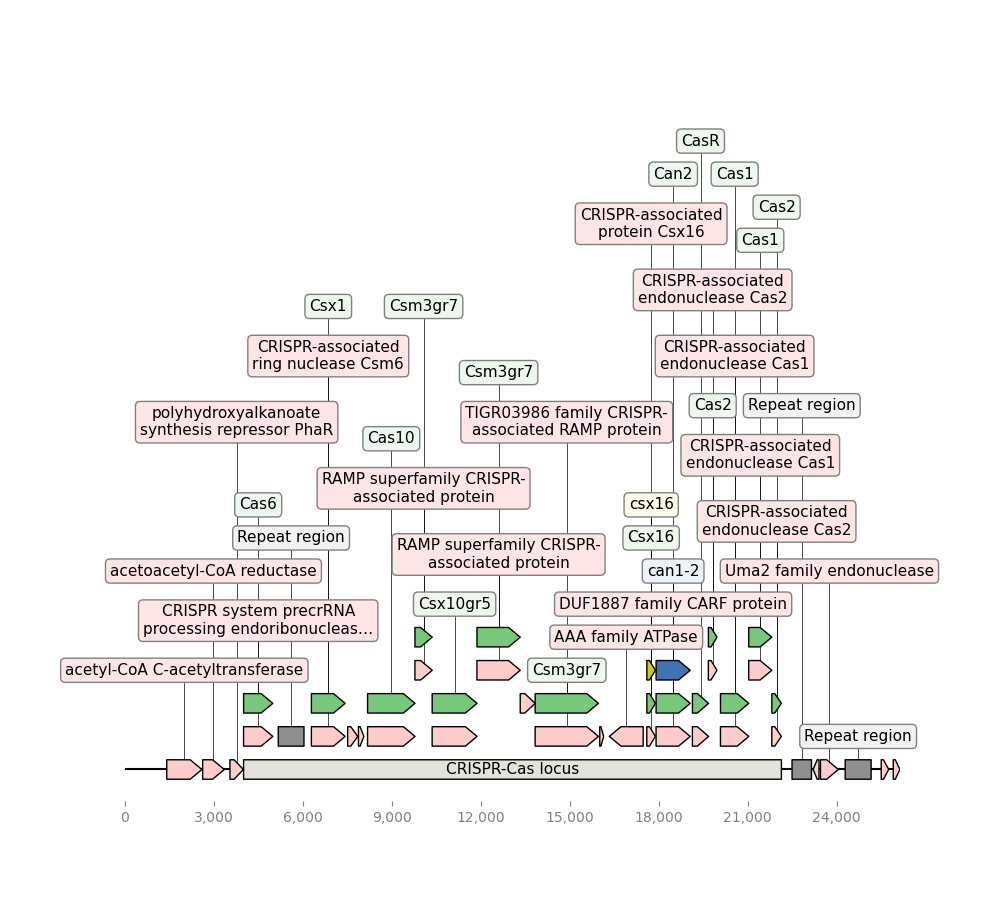 CasR
Can2
Cas1
Cas2
CRISPR-associated
protein Csx16
Cas1
CRISPR-associated
endonuclease Cas2
Csx1
Csm3gr7
CRISPR-associated
ring nuclease Csm6
CRISPR-associated
endonuclease Cas1
Csm3gr7
Cas2
Repeat region
polyhydroxyalkanoate
synthesis repressor PhaR
TIGR03986 family CRISPR-
associated RAMP protein
Cas10
CRISPR-associated
endonuclease Cas1
RAMP superfamily CRISPR-
associated protein
Cas6
csx16
CRISPR-associated
endonuclease Cas2
Repeat region
Csx16
RAMP superfamily CRISPR-
associated protein
acetoacetyl-CoA reductase
can1-2
Uma2 family endonuclease
CRISPR system precrRNA
processing endoribonucleas...
Csx10gr5
DUF1887 family CARF protein
AAA family ATPase
acetyl-CoA C-acetyltransferase
Csm3gr7
Repeat region
CRISPR-Cas locus
0
3,000
6,000
9,000
12,000
15,000
18,000
21,000
24,000